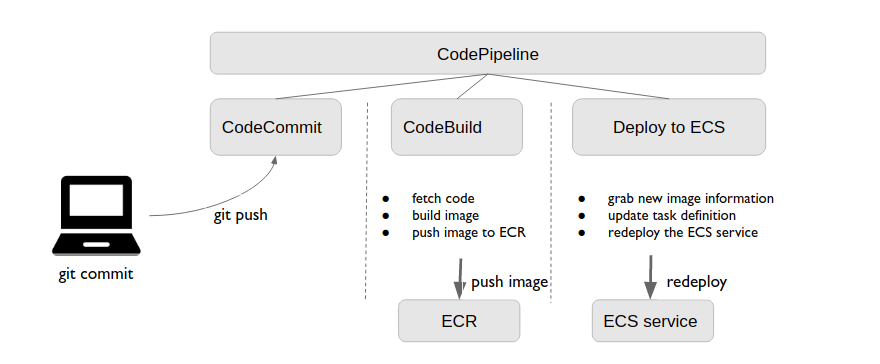 CodePipeline
CodeCommit
CodeBuild
Deploy to ECS
git push
git commit
● fetch code
● build image
● push image to ECR
push image
ECR
● grab new image information
● update task definition
● redeploy the ECS service
redeploy
ECS service